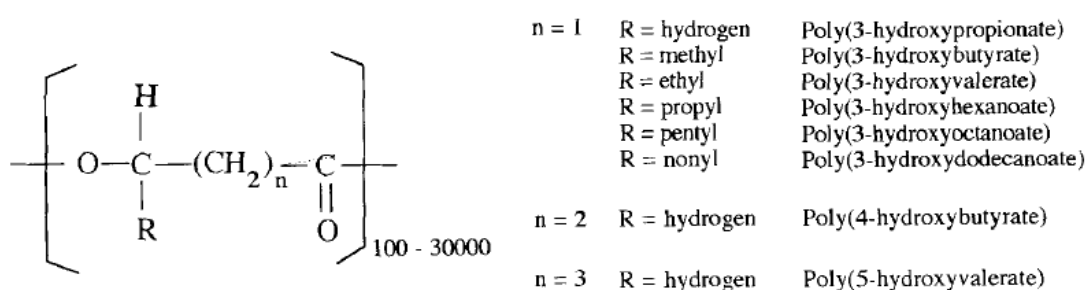 H
O—C—(CH2)n—C
R
O
100 - 30000
n = 1 R = hydrogen Poly(3-hydroxypropionate)
R = methyl Poly(3-hydroxybutyrate)
R = ethyl Poly(3-hydroxyvalerate)
R = propyl Poly(3-hydroxyhexanoate)
R = pentyl Poly(3-hydroxyoctanoate)
R = nonyl Poly(3-hydroxydodecanoate)
n = 2 R = hydrogen Poly(4-hydroxybutyrate)
n = 3 R = hydrogen Poly(5-hydroxyvalerate)